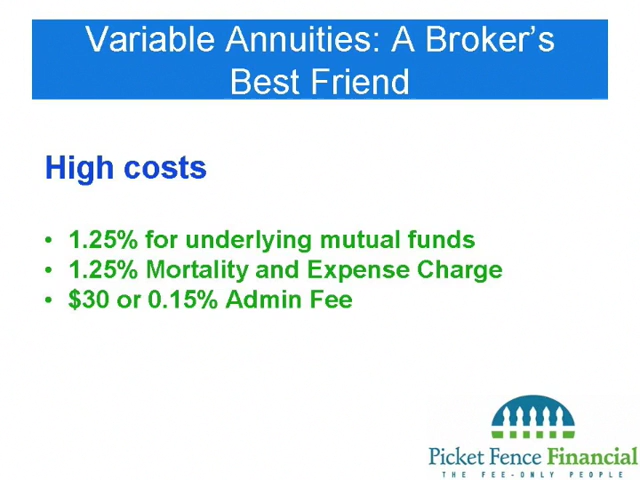 Variable Annuities: A Broker's
Best Friend
High costs
• 1.25% for underlying mutual funds
• 1.25% Mortality and Expense Charge
• $30 or 0.15% Admin Fee
Picket Fence Financial
THE FEE-ONLY PEOPLE